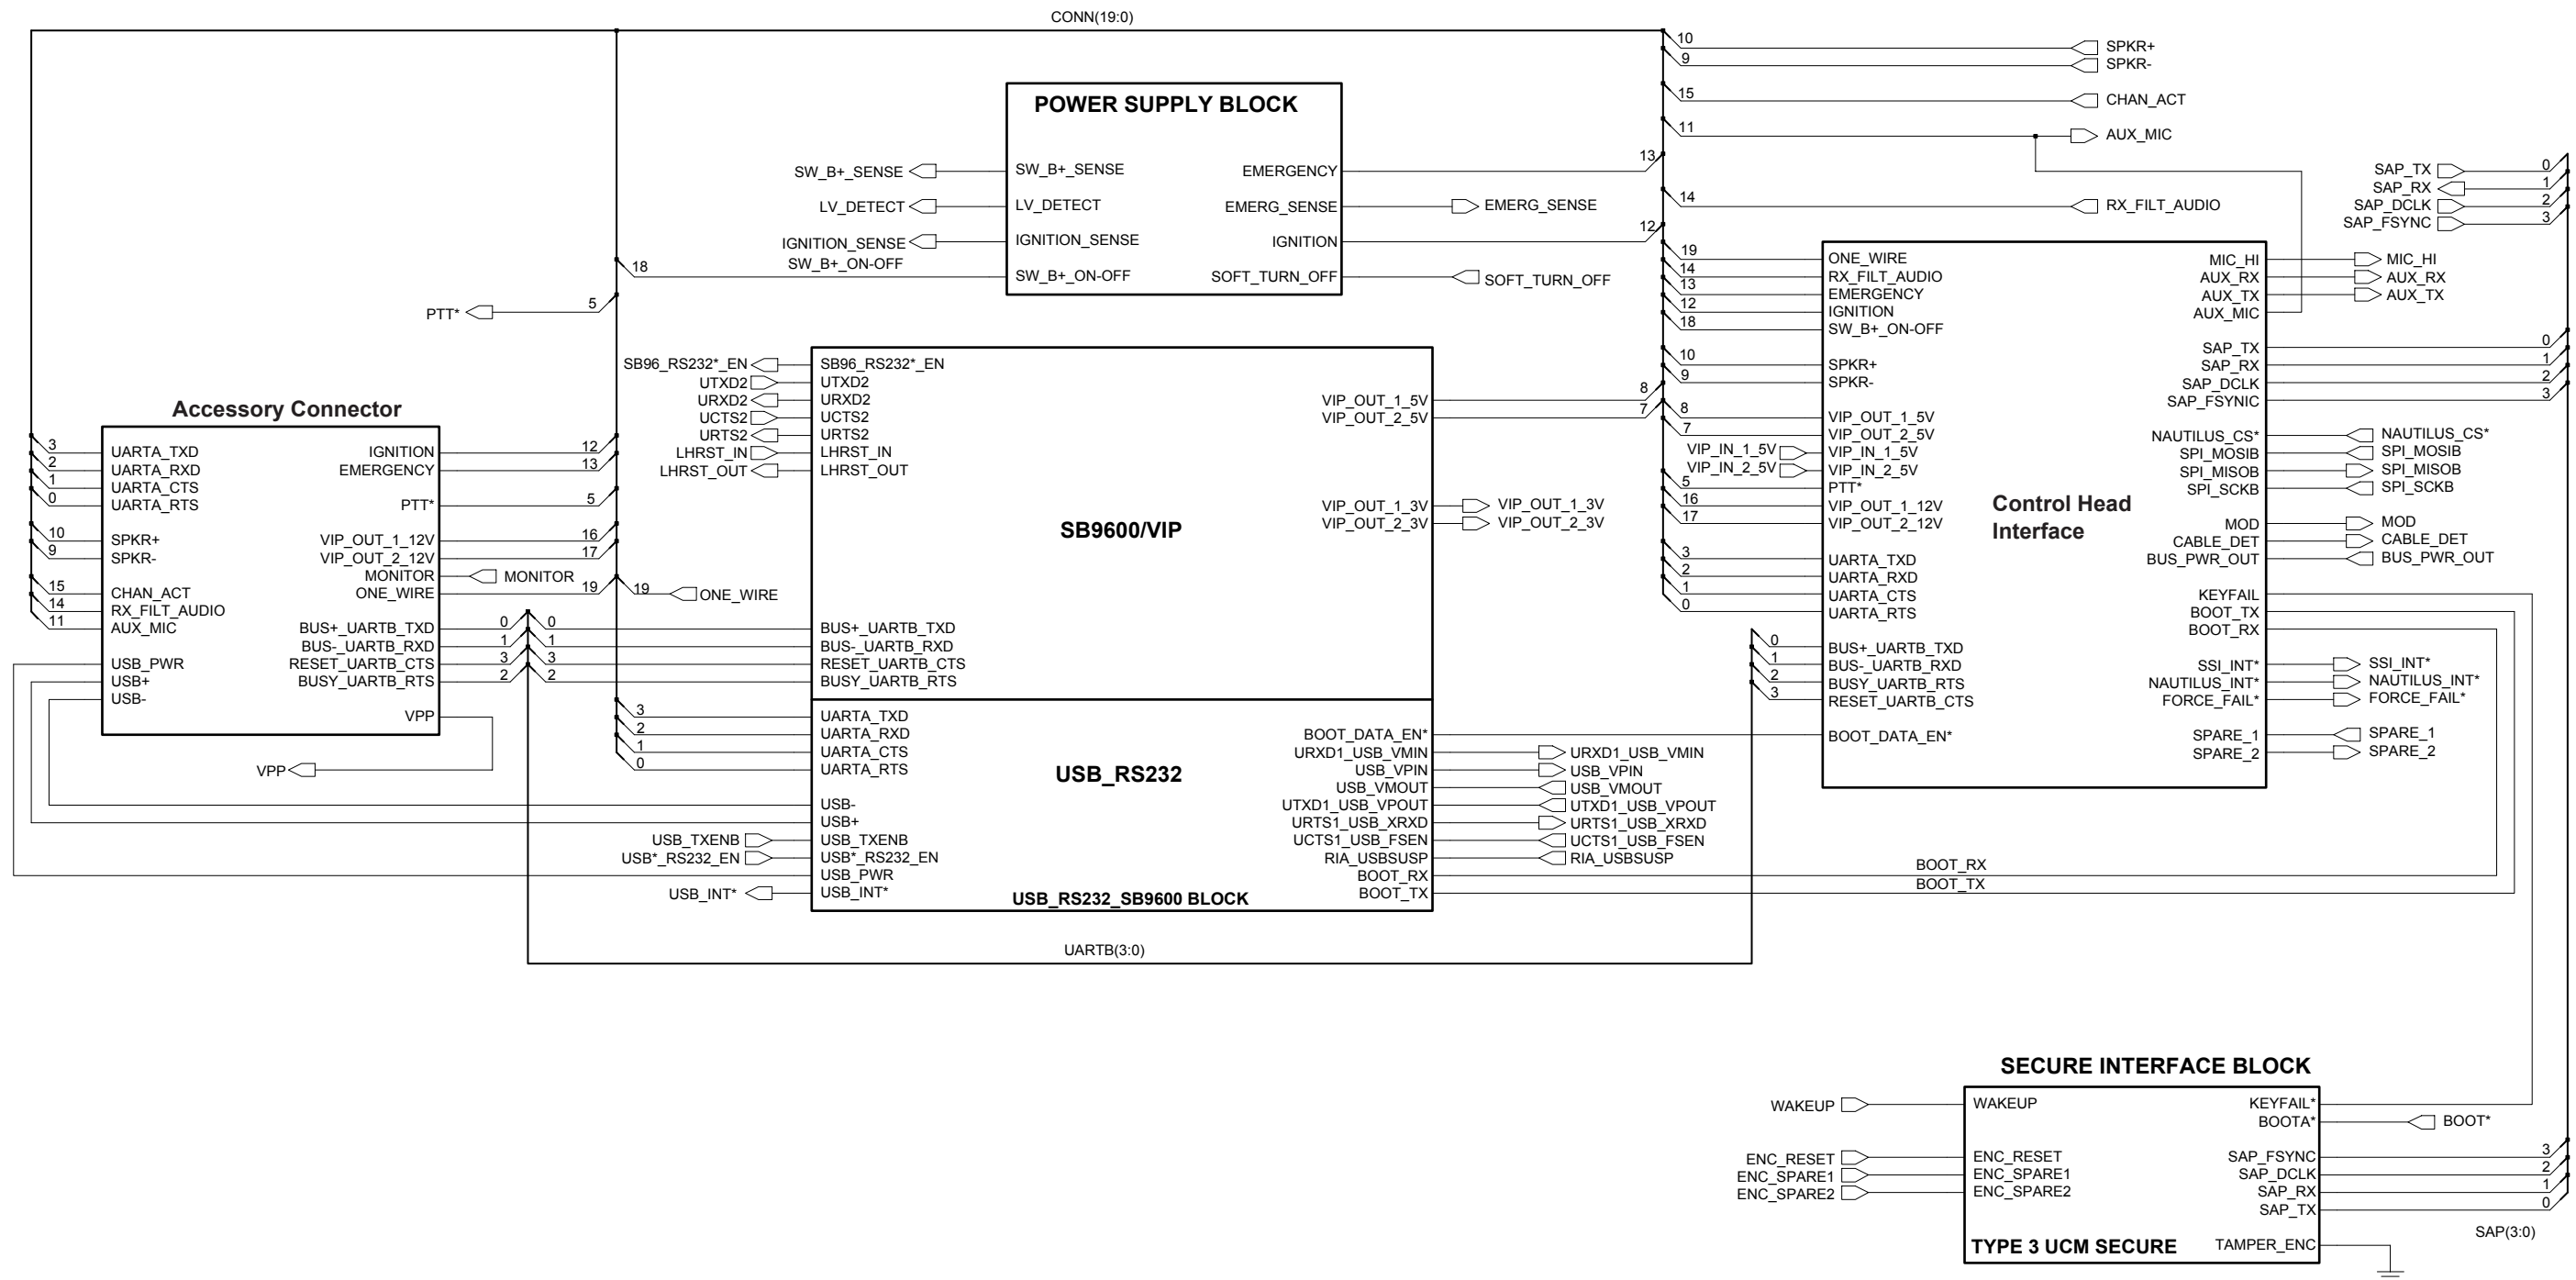 CONN(19:0)
10 SPKR+
9 SPKR-
15 CHAN_ACT
11 AUX_MIC
14 RX_FILT_AUDIO
POWER SUPPLY BLOCK
SW_B+_SENSE SW_B+_SENSE EMERGENCY 13
LV_DETECT LV_DETECT EMERG_SENSE EMERG_SENSE
IGNITION_SENSE IGNITION_SENSE IGNITION 12
18 SW_B+_ON-OFF SW_B+_ON-OFF SOFT_TURN_OFF SOFT_TURN_OFF
PTT* 5
SAP_TX 0
SAP_RX 1
SAP_DCLK 2
SAP_FSYNC 3
Accessory Connector
3 UARTA_TXD
2 UARTA_RXD
1 UARTA_CTS
0 UARTA_RTS
10 SPKR+
9 SPKR-
15 CHAN_ACT
14 RX_FILT_AUDIO
11 AUX_MIC
USB_PWR
USB+
USB-
IGNITION 12
EMERGENCY 13
PTT* 5
VIP_OUT_1_12V 16
VIP_OUT_2_12V 17
MONITOR MONITOR
ONE_WIRE 19 19 ONE_WIRE
BUS+_UARTB_TXD 0 0
BUS-_UARTB_RXD 1 1
RESET_UARTB_CTS 3 3
BUSY_UARTB_RTS 2 2
VPP
VPP
SB96_RS232*_EN SB96_RS232*_EN
UTXD2 UTXD2
URXD2 URXD2
UCTS2 UCTS2
URTS2 URTS2
LHRST_IN LHRST_IN
LHRST_OUT LHRST_OUT
SB9600/VIP
VIP_OUT_1_5V 8
VIP_OUT_2_5V 7
VIP_OUT_1_3V VIP_OUT_1_3V
VIP_OUT_2_3V VIP_OUT_2_3V
BUS+_UARTB_TXD
BUS-_UARTB_RXD
RESET_UARTB_CTS
BUSY_UARTB_RTS
3 UARTA_TXD
2 UARTA_RXD
1 UARTA_CTS
0 UARTA_RTS
USB_RS232
USB-
USB+
USB_TXENB USB_TXENB
USB*_RS232_EN USB*_RS232_EN
USB_PWR
USB_INT* USB_INT*
USB_RS232_SB9600 BLOCK
BOOT_DATA_EN*
URXD1_USB_VMIN URXD1_USB_VMIN
USB_VPIN USB_VPIN
USB_VMOUT USB_VMOUT
UTXD1_USB_VPOUT UTXD1_USB_VPOUT
URTS1_USB_XRXD URTS1_USB_XRXD
UCTS1_USB_FSEN UCTS1_USB_FSEN
RIA_USBSUSP RIA_USBSUSP
BOOT_RX BOOT_RX
BOOT_TX BOOT_TX
UARTB(3:0)
Control Head
Interface
19 ONE_WIRE
14 RX_FILT_AUDIO
13 EMERGENCY
12 IGNITION
18 SW_B+_ON-OFF
10 SPKR+
9 SPKR-
8 VIP_OUT_1_5V
7 VIP_OUT_2_5V
VIP_IN_1_5V VIP_IN_1_5V
VIP_IN_2_5V VIP_IN_2_5V
5 PTT*
16 VIP_OUT_1_12V
17 VIP_OUT_2_12V
3 UARTA_TXD
2 UARTA_RXD
1 UARTA_CTS
0 UARTA_RTS
0 BUS+_UARTB_TXD
1 BUS-_UARTB_RXD
2 BUSY_UARTB_RTS
3 RESET_UARTB_CTS
BOOT_DATA_EN*
MIC_HI MIC_HI
AUX_RX AUX_RX
AUX_TX AUX_TX
AUX_MIC
SAP_TX 0
SAP_RX 1
SAP_DCLK 2
SAP_FSYNIC 3
NAUTILUS_CS* NAUTILUS_CS*
SPI_MOSIB SPI_MOSIB
SPI_MISOB SPI_MISOB
SPI_SCKB SPI_SCKB
MOD MOD
CABLE_DET CABLE_DET
BUS_PWR_OUT BUS_PWR_OUT
KEYFAIL
BOOT_TX
BOOT_RX
SSI_INT* SSI_INT*
NAUTILUS_INT* NAUTILUS_INT*
FORCE_FAIL* FORCE_FAIL*
SPARE_1 SPARE_1
SPARE_2 SPARE_2
SECURE INTERFACE BLOCK
WAKEUP WAKEUP
ENC_RESET ENC_RESET
ENC_SPARE1 ENC_SPARE1
ENC_SPARE2 ENC_SPARE2
KEYFAIL*
BOOTA* BOOT*
SAP_FSYNC 3
SAP_DCLK 2
SAP_RX 1
SAP_TX 0
SAP(3:0)
TYPE 3 UCM SECURE TAMPER_ENC